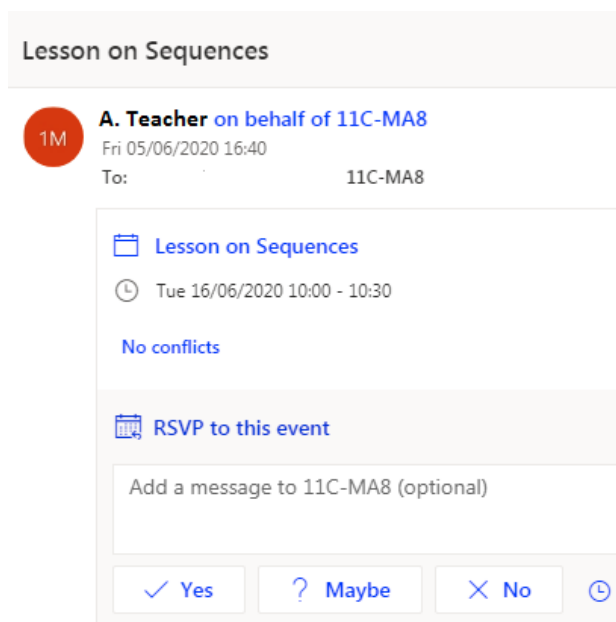 Lesson on Sequences
1M
A. Teacher on behalf of 11C-MA8
Fri 05/06/2020 16:40
To: 11C-MA8
Lesson on Sequences
Tue 16/06/2020 10:00 - 10:30
No conflicts
RSVP to this event
Add a message to 11C-MA8 (optional)
Yes ? Maybe No